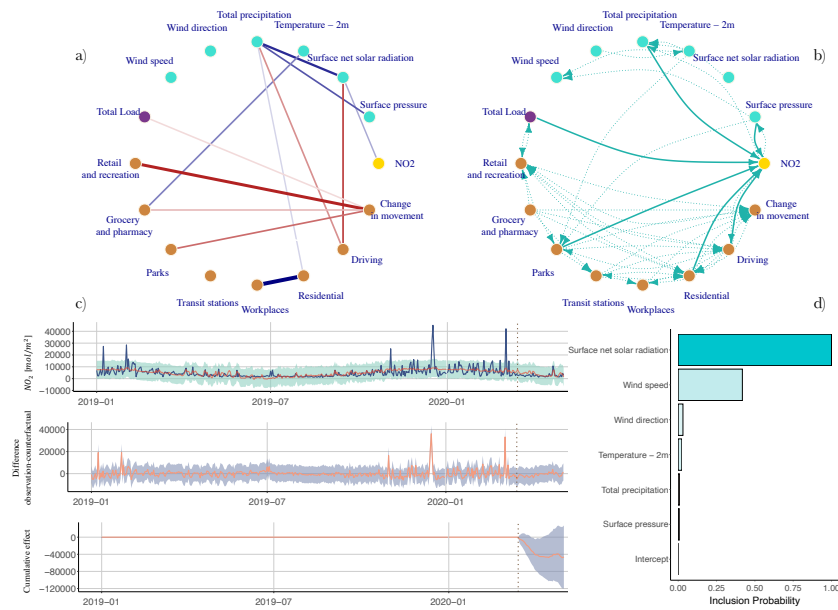 a)
Total precipitation
Wind direction
Temperature – 2m
Wind speed
Surface net solar radiation
Total Load
Surface pressure
Retail
and recreation
NO2
Grocery
and pharmacy
Change
in movement
Parks
Driving
Transit stations
Residential
Workplaces
b)
Total precipitation
Wind direction
Temperature – 2m
Wind speed
Surface net solar radiation
Total Load
Surface pressure
Retail
and recreation
NO2
Grocery
and pharmacy
Change
in movement
Parks
Driving
Transit stations
Residential
Workplaces
c)
NO₂ [mol/m²]
40000
30000
20000
10000
0
−10000
2019−01
2019−07
2020−01
Difference
observation-counterfactual
40000
20000
0
2019−01
2019−07
2020−01
Cumulative effect
0
−40000
−80000
−120000
2019−01
2019−07
2020−01
d)
Surface net solar radiation
Wind speed
Wind direction
Temperature − 2m
Total precipitation
Surface pressure
Intercept
0.00
0.25
0.50
0.75
1.00
Inclusion Probability